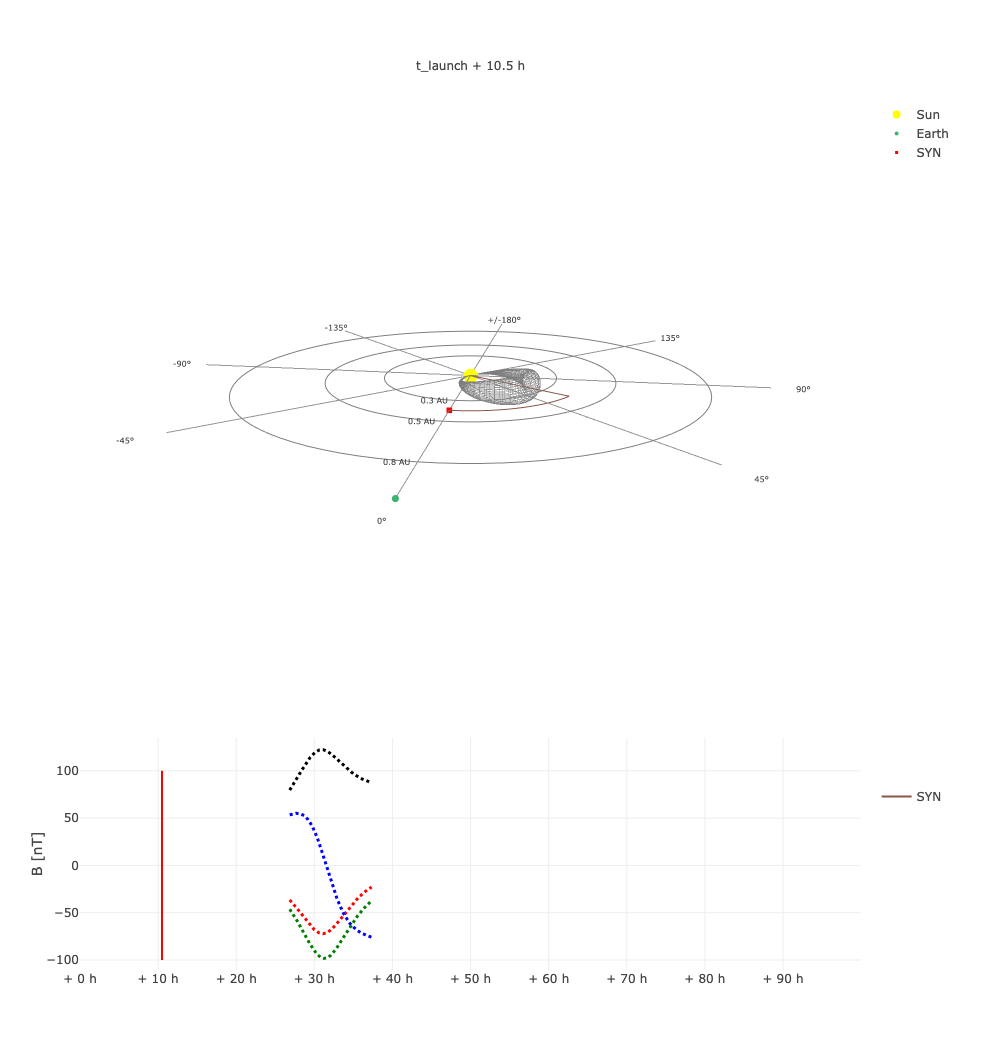 t_launch + 10.5 h
Sun
Earth
SYN
+/-180°
-135°
135°
-90°
90°
0.3 AU
0.5 AU
-45°
0.8 AU
45°
0°
100
50
0
−50
−100
B [nT]
SYN
+ 0 h
+ 10 h
+ 20 h
+ 30 h
+ 40 h
+ 50 h
+ 60 h
+ 70 h
+ 80 h
+ 90 h